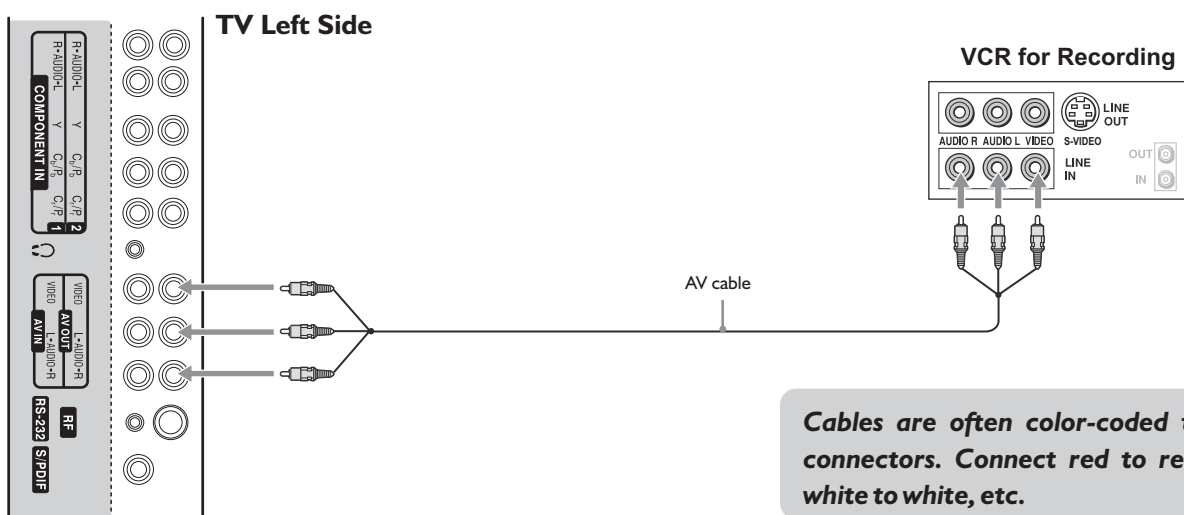 TV Left Side
VCR for Recording
R-AUDIO-L Y Cb/Pb Cr/Pr 2
R-AUDIO-L Y Cb/Pb Cr/Pr 1
COMPONENT IN
VIDEO L-AUDIO-R
AV OUT
VIDEO L-AUDIO-R
AV IN
RF
RS-232
S/PDIF
AV cable
LINE
OUT
AUDIO R AUDIO L VIDEO S-VIDEO
LINE
IN
OUT
IN
Cables are often color-coded
connectors. Connect red to
white to white, etc.